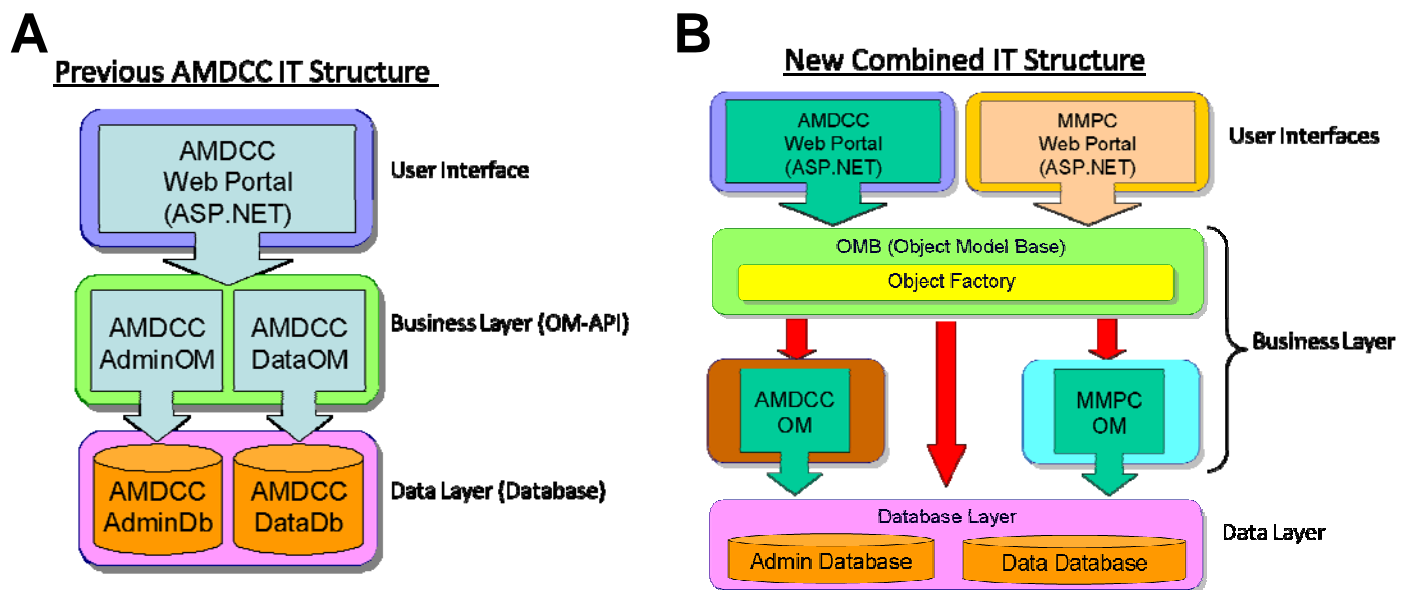 A
Previous AMDCC IT Structure
AMDCC
Web Portal
(ASP.NET)
User Interface
AMDCC
AdminOM
AMDCC
DataOM
Business Layer (OM-API)
AMDCC
AdminDb
AMDCC
DataDb
Data Layer (Database)
B
New Combined IT Structure
AMDCC
Web Portal
(ASP.NET)
MMPC
Web Portal
(ASP.NET)
User Interfaces
OMB (Object Model Base)
Object Factory
AMDCC
OM
MMPC
OM
Business Layer
Database Layer
Admin Database
Data Database
Data Layer